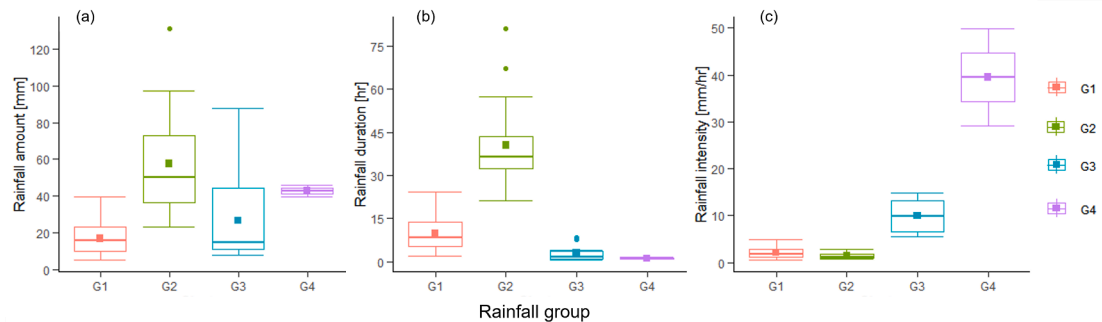 (a)
Rainfall amount [mm]
120
100
80
60
40
20
0
G1 G2 G3 G4
(b)
Rainfall duration [hr]
75
60
45
30
15
0
G1 G2 G3 G4
(c)
Rainfall intensity [mm/hr]
50
40
30
20
10
0
G1 G2 G3 G4
Rainfall group
G1
G2
G3
G4